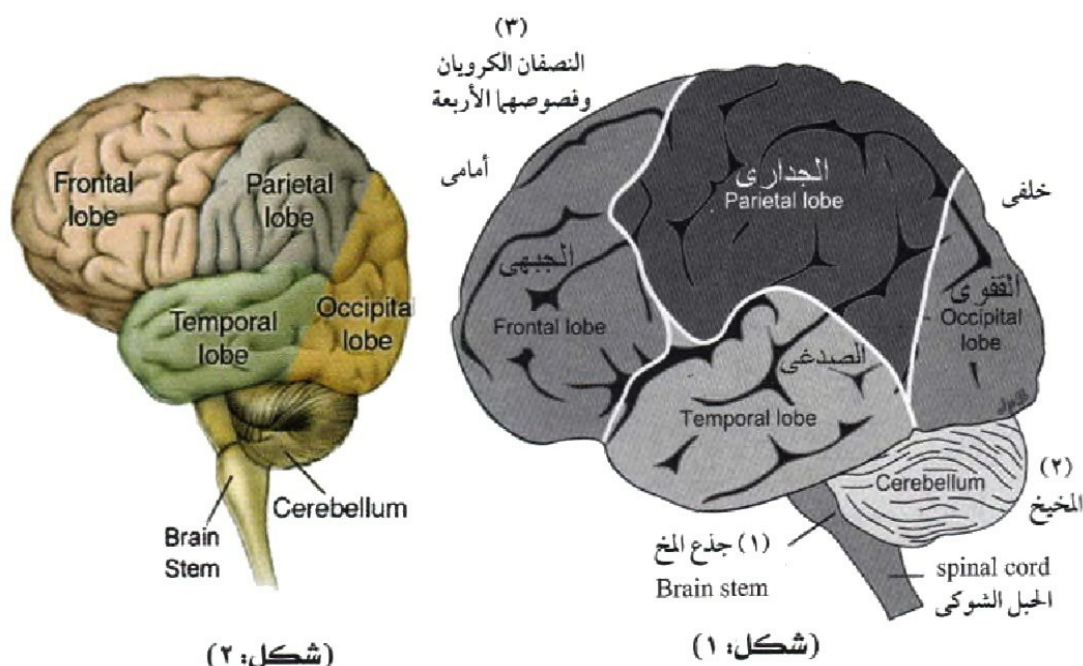 (٣)
النصفان الكرويان
وفصوصهما الأربعة
أمامى
خلفى
الجدارى
Parietal lobe
الجبهى
Frontal lobe
القفوى
Occipital
lobe
الصدغى
Temporal lobe
Cerebellum
(٢)
المخيخ
(١) جذع المخ
Brain stem
spinal cord
الحبل الشوكى
(شكل: ١)
Frontal
lobe
Parietal
lobe
Temporal
lobe
Occipital
lobe
Cerebellum
Brain
Stem
(شكل: ٢)